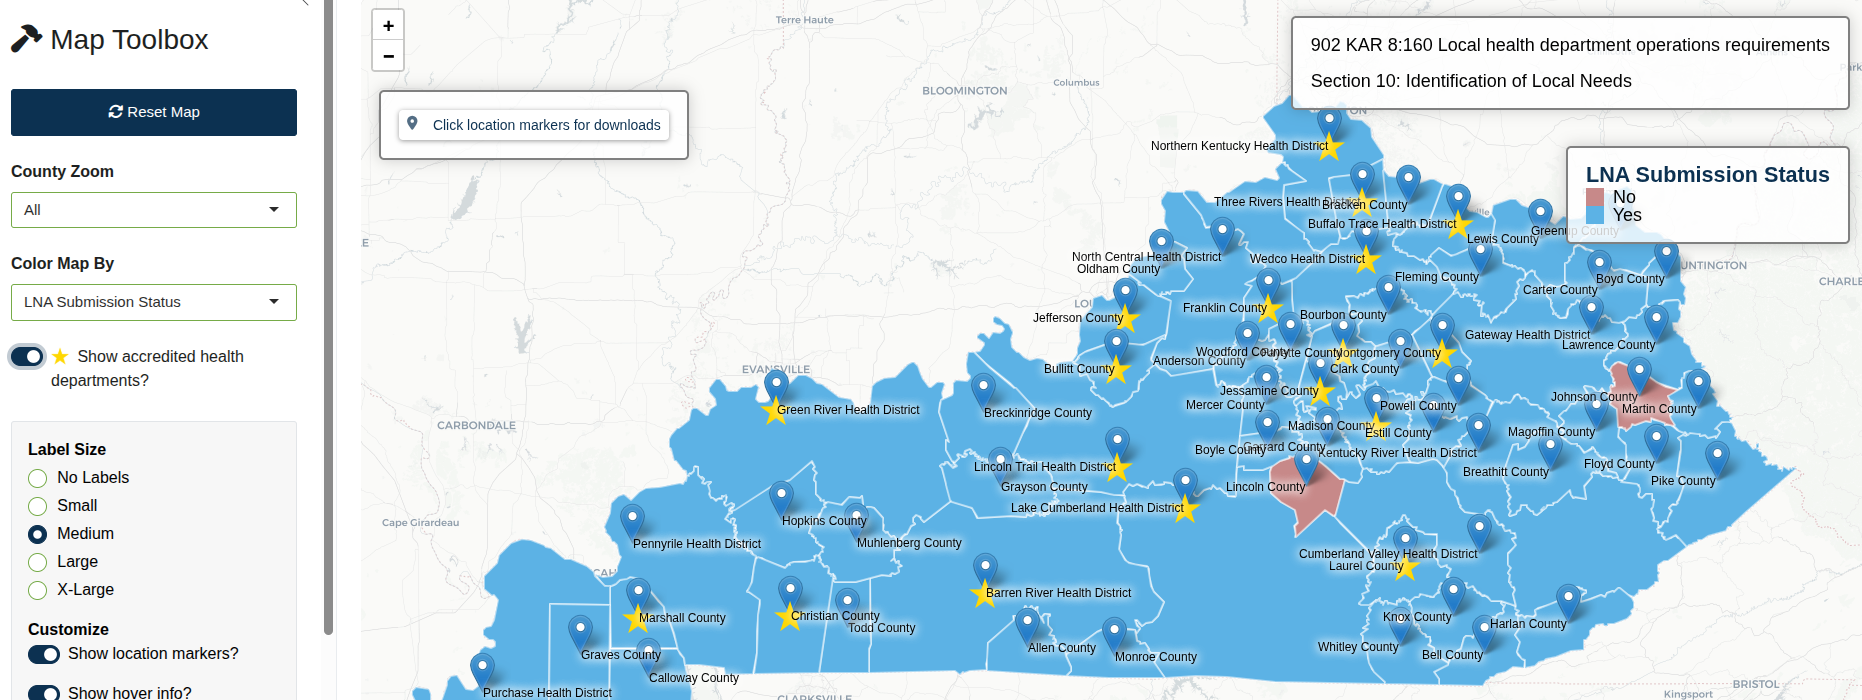 Map Toolbox
Reset Map
County Zoom
All
Color Map By
LNA Submission Status
Show accredited health
departments?
Label Size
No Labels
Small
Medium
Large
X-Large
Customize
Show location markers?
Show hover info?
+
−
Click location markers for downloads
902 KAR 8:160 Local health department operations requirements
Section 10: Identification of Local Needs
LNA Submission Status
No
Yes
Terre Haute
BLOOMINGTON
Columbus
Northern Kentucky Health District
Three Rivers Health District
Bracken County
Buffalo Trace Health District
Lewis County
Greenup County
North Central Health District
Oldham County
Wedco Health District
Fleming County
Carter County
Boyd County
Jefferson County
Franklin County
Bourbon County
Gateway Health District
Lawrence County
Woodford County
Fayette County
Montgomery County
Anderson County
Clark County
Bullitt County
EVANSVILLE
Jessamine County
Mercer County
Powell County
Johnson County
Martin County
Green River Health District
Breckinridge County
CARBONDALE
Madison County
Estill County
Magoffin County
Boyle County
Garrard County
Kentucky River Health District
Lincoln Trail Health District
Grayson County
Breathitt County
Floyd County
Pike County
Lincoln County
Lake Cumberland Health District
Cape Girardeau
Hopkins County
Muhlenberg County
Pennyrile Health District
Cumberland Valley Health District
Laurel County
Barren River Health District
Marshall County
Christian County
Todd County
Knox County
Harlan County
Graves County
Allen County
Monroe County
Whitley County
Bell County
Calloway County
Purchase Health District
CLARKSVILLE
BRISTOL
Kingsport